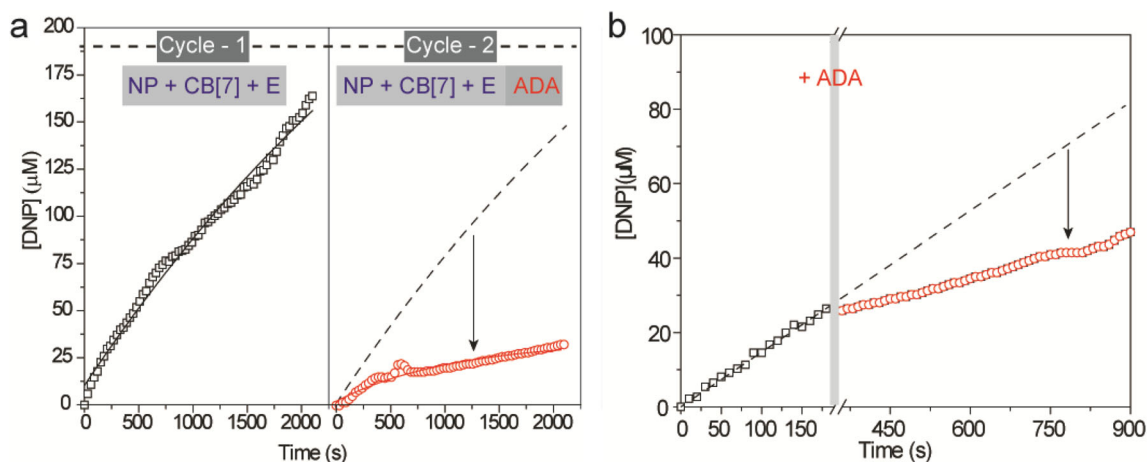 a
200
175
150
125
100
75
50
25
0
[DNP] (μM)
Cycle - 1
Cycle - 2
NP + CB[7] + E
NP + CB[7] + E ADA
0 500 1000 1500 2000 0 500 1000 1500 2000
Time (s)
b
100
80
60
40
20
0
[DNP](μM)
+ ADA
0 50 100 150 450 600 750 900
Time (s)